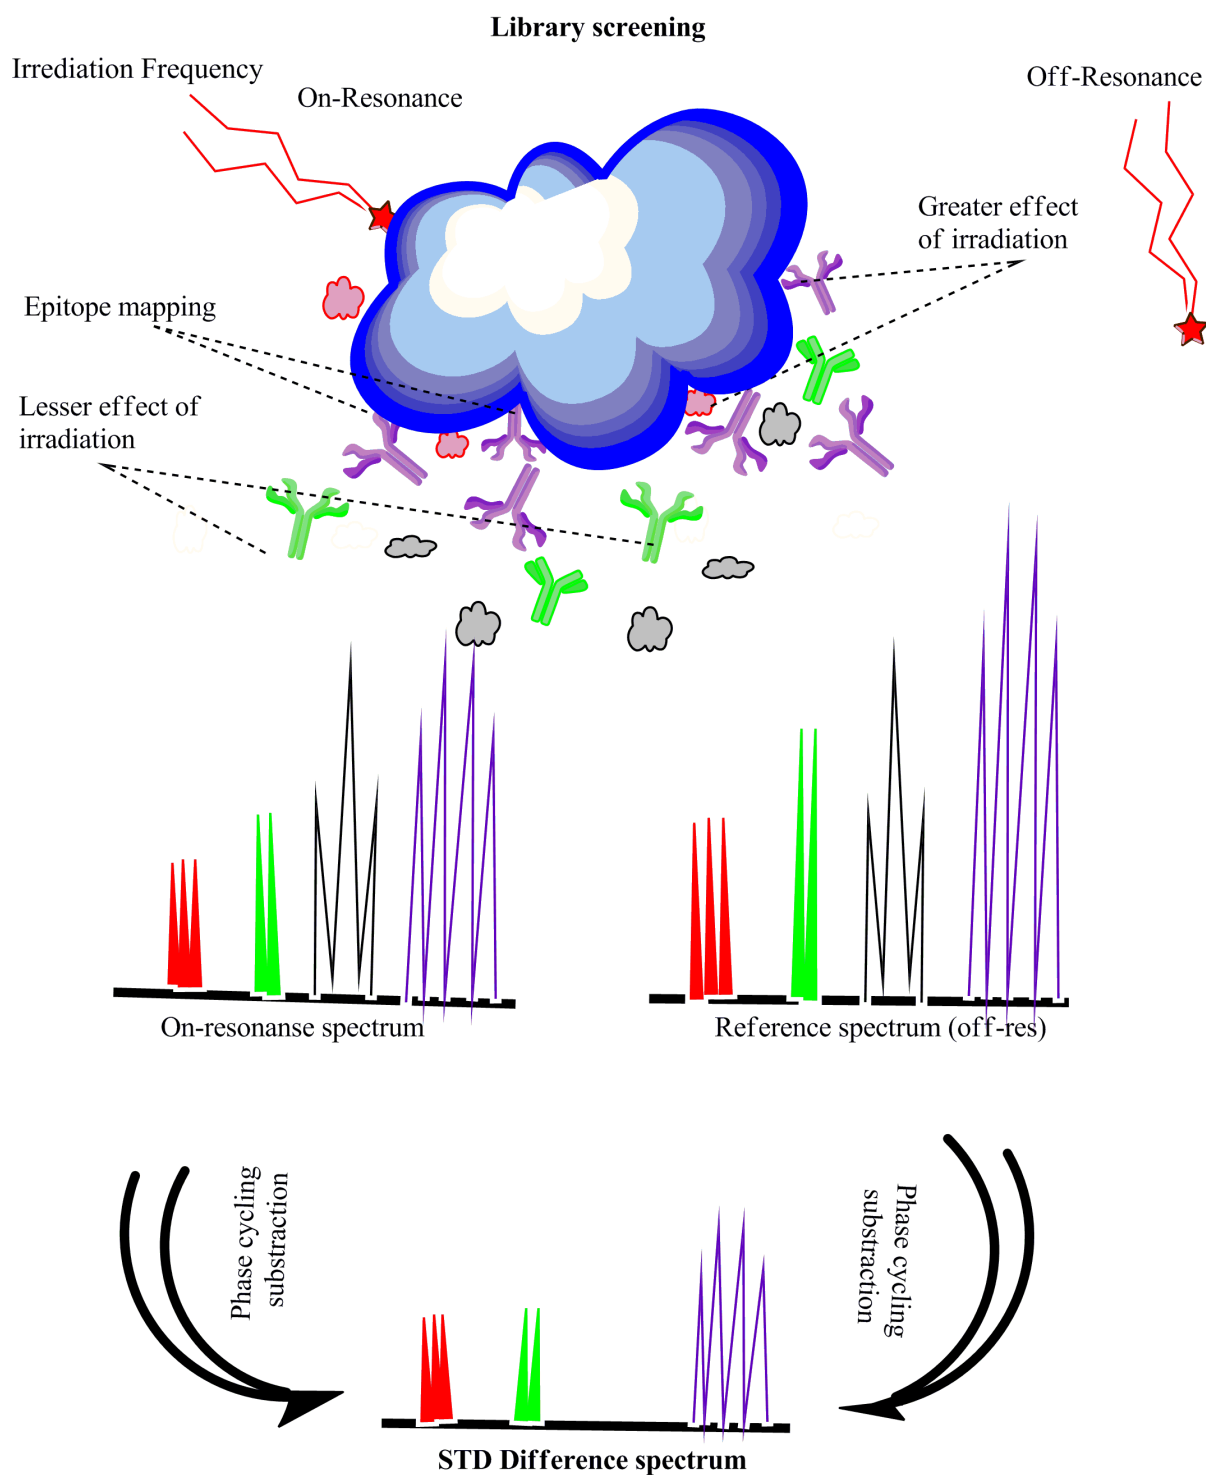 Library screening
Irrediation Frequency
On-Resonance
Off-Resonance
Greater effect
of irradiation
Epitope mapping
Lesser effect of
irradiation
On-resonanse spectrum
Reference spectrum (off-res)
Phase cycling
substraction
Phase cycling
substraction
STD Difference spectrum